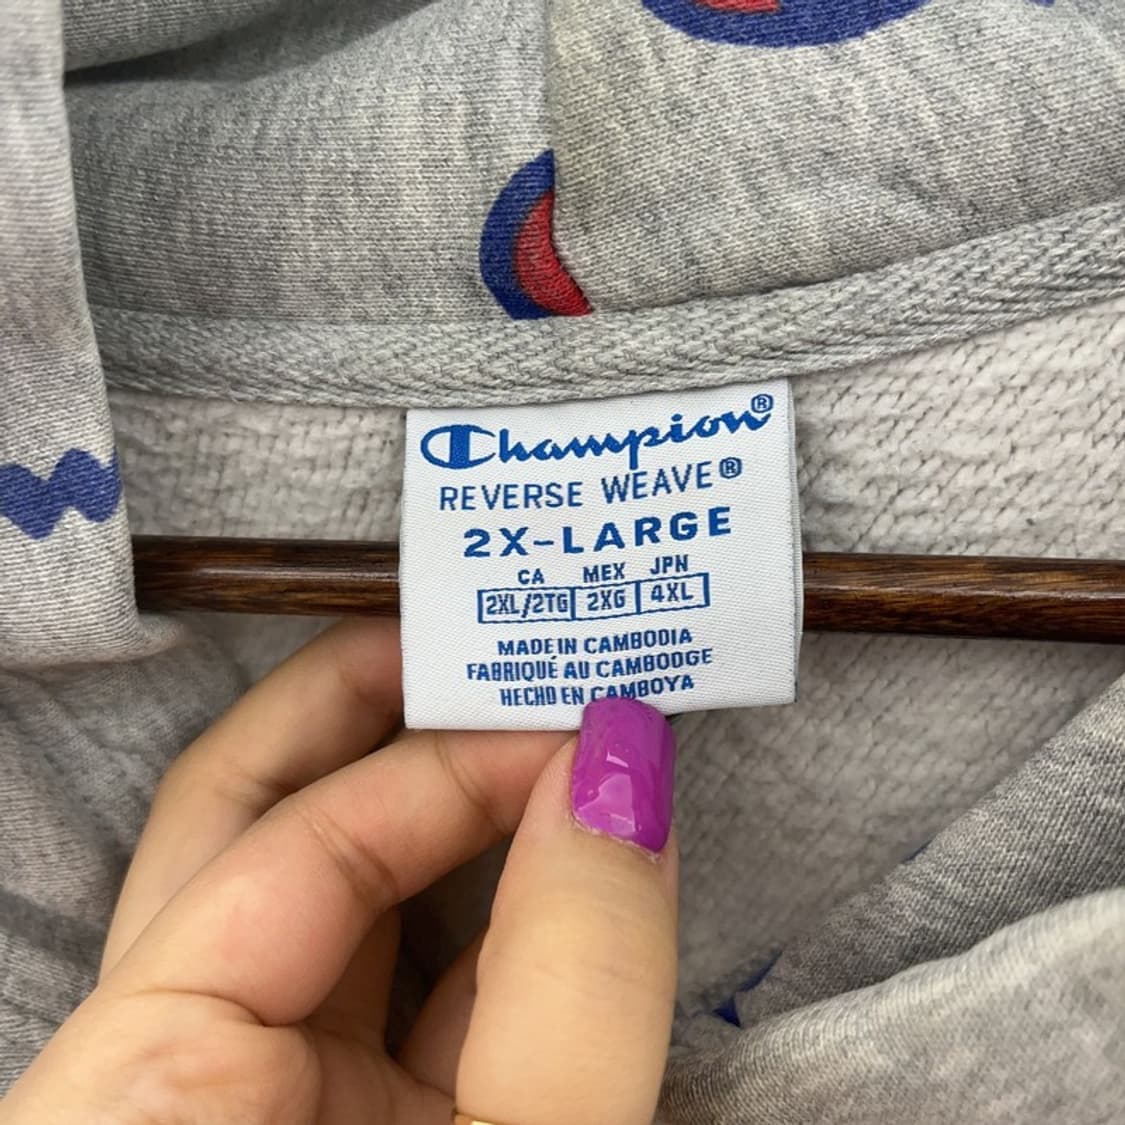 Champion®
REVERSE WEAVE®
2X-LARGE
CA MEX JPN
2XL/2TG 2XG 4XL
MADE IN CAMBODIA
FABRIQUÉ AU CAMBODGE
HECHO EN CAMBOYA